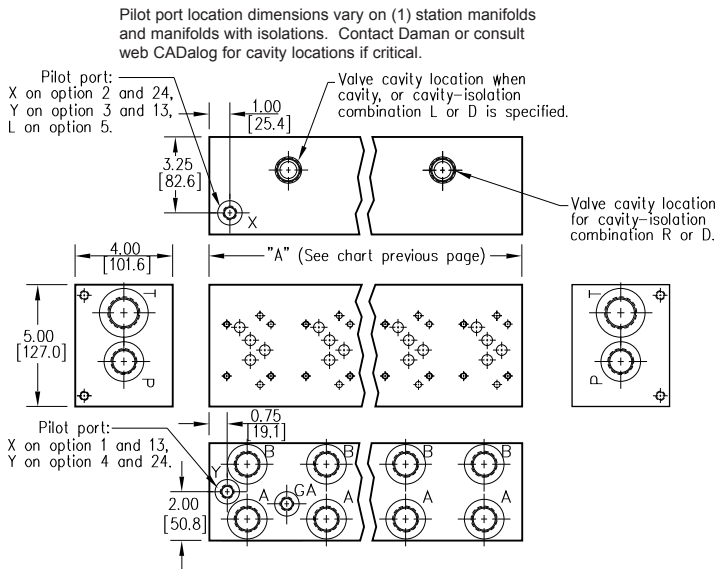 Pilot port location dimensions vary on (1) station manifolds
and manifolds with isolations.  Contact Daman or consult
web CADalog for cavity locations if critical.
Pilot port:
X on option 2 and 24,
Y on option 3 and 13,
L on option 5.
1.00
[25.4]
Valve cavity location when
cavity, or cavity-isolation
combination L or D is specified.
3.25
[82.6]
X
Valve cavity location
for cavity-isolation
combination R or D.
4.00
[101.6]
"A" (See chart previous page)
T
P
5.00
[127.0]
T
P
Pilot port:
X on option 1 and 13,
Y on option 4 and 24.
0.75
[19.1]
B
B
B
B
Y
A
GA
A
A
A
2.00
[50.8]